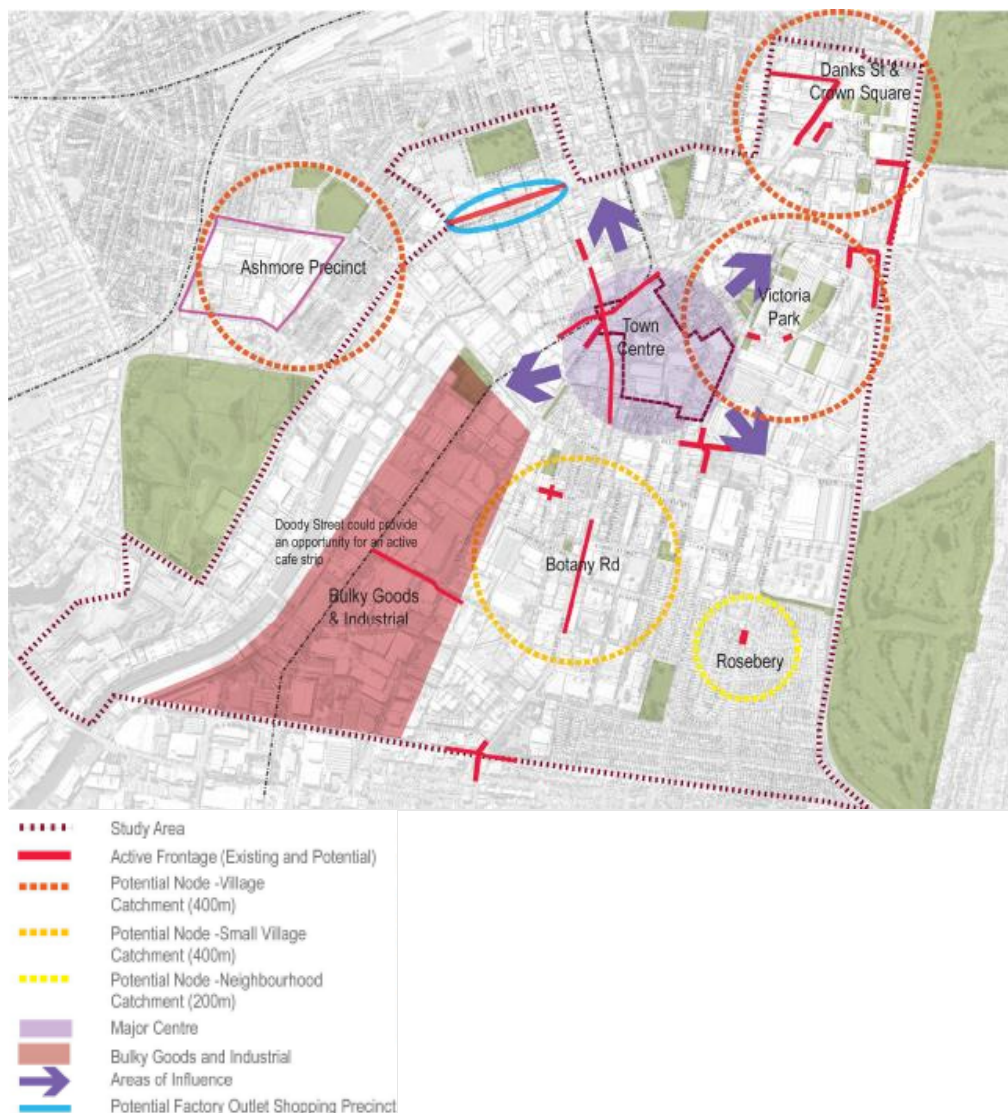 Danks St &
Crown Square
Ashmore Precinct
Victoria
Park
Town
Centre
Doody Street could provide
an opportunity for an active
cafe strip
Botany Rd
Bulky Goods
& Industrial
Rosebery
Study Area
Active Frontage (Existing and Potential)
Potential Node -Village
Catchment (400m)
Potential Node -Small Village
Catchment (400m)
Potential Node -Neighbourhood
Catchment (200m)
Major Centre
Bulky Goods and Industrial
Areas of Influence
Potential Factory Outlet Shopping Precinct